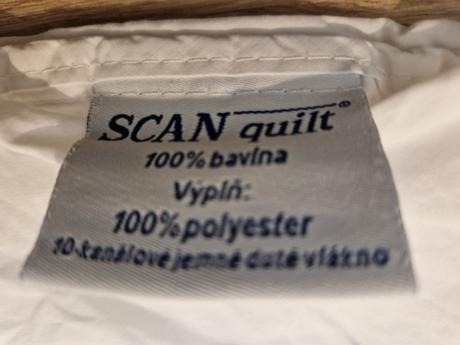 SCAN quilt®
100% bavlna
Výplň:
100% polyester
10-kanálové jemné duté vlákno